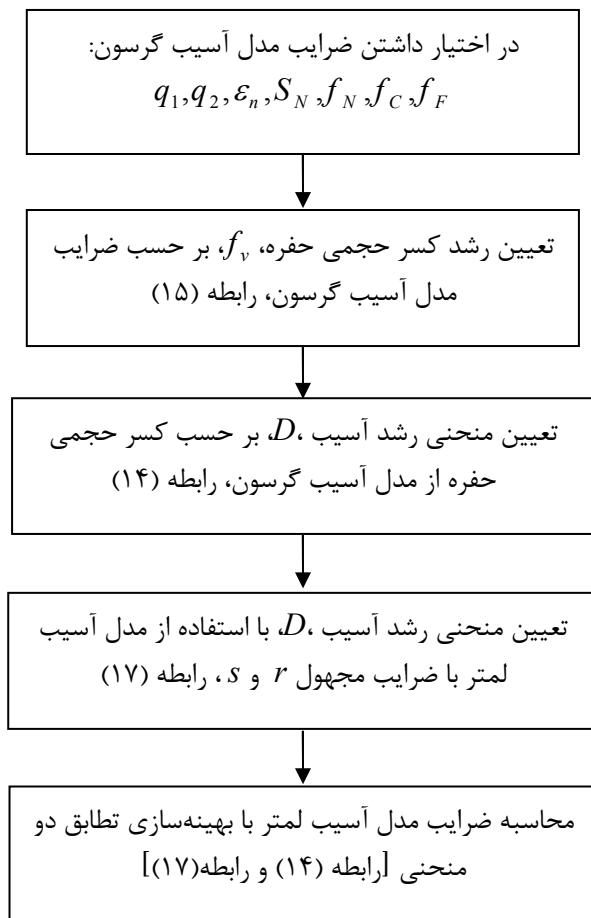 در اختیار داشتن ضرایب مدل آسیب گرسون:
q₁,q₂,εₙ,S_N,f_N,f_C,f_F
تعیین رشد کسر حجمی حفره، f_v، بر حسب ضرایب
مدل آسیب گرسون، رابطه (۱۵)
تعیین منحنی رشد آسیب ،D، بر حسب کسر حجمی
حفره از مدل آسیب گرسون، رابطه (۱۴)
تعیین منحنی رشد آسیب ،D، با استفاده از مدل آسیب
لمتر با ضرایب مجهول r و s ، رابطه (۱۷)
محاسبه ضرایب مدل آسیب لمتر با بهینه‌سازی تطابق دو
منحنی [رابطه (۱۴) و رابطه(۱۷)]